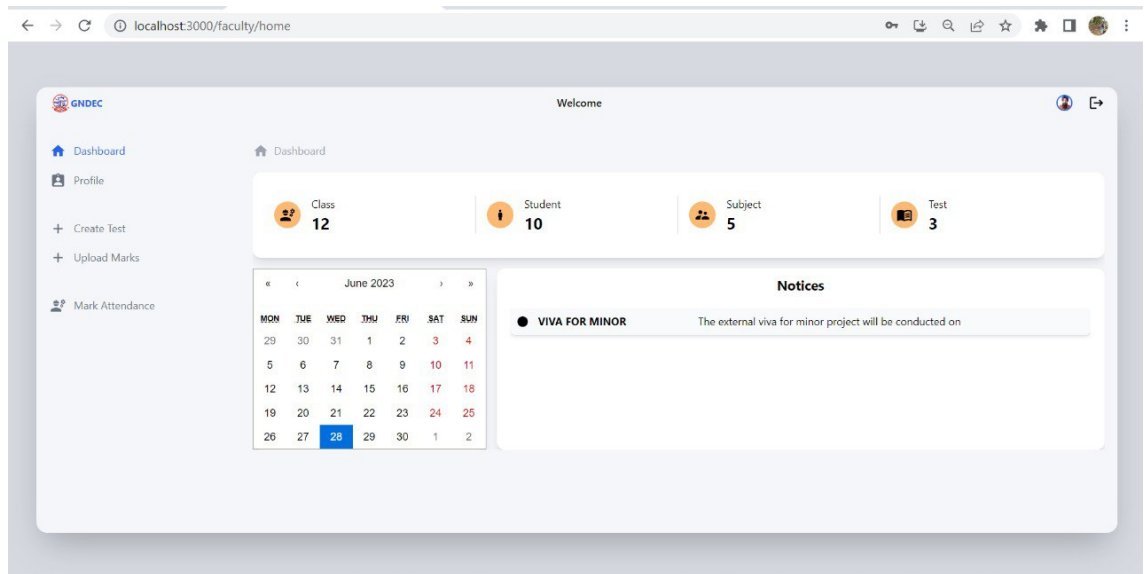 localhost:3000/faculty/home
GNDEC
Welcome
Dashboard
Profile
Create Test
Upload Marks
Mark Attendance
Dashboard
Class
12
Student
10
Subject
5
Test
3
« ‹ June 2023 › »
MON TUE WED THU FRI SAT SUN
29 30 31 1 2 3 4
5 6 7 8 9 10 11
12 13 14 15 16 17 18
19 20 21 22 23 24 25
26 27 28 29 30 1 2
Notices
VIVA FOR MINOR The external viva for minor project will be conducted on